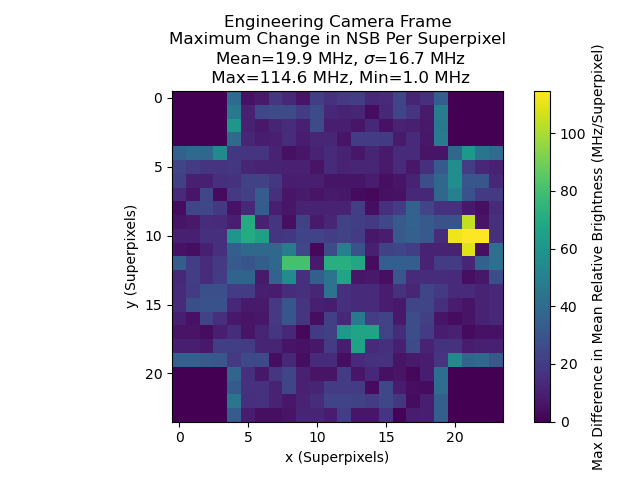 Engineering Camera Frame
Maximum Change in NSB Per Superpixel
Mean=19.9 MHz, σ=16.7 MHz
Max=114.6 MHz, Min=1.0 MHz
0
5
10
15
20
y (Superpixels)
0
5
10
15
20
x (Superpixels)
100
80
60
40
20
0
Max Difference in Mean Relative Brightness (MHz/Superpixel)